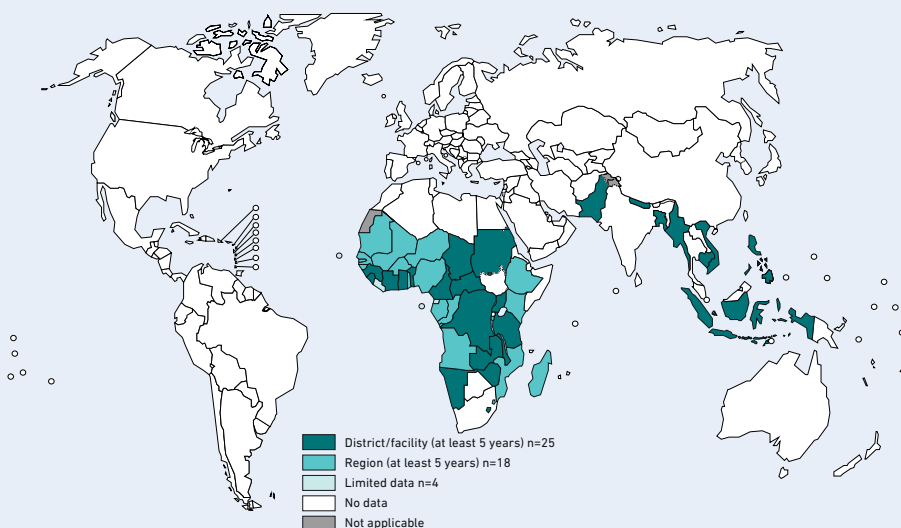 District/facility (at least 5 years) n=25
Region (at least 5 years) n=18
Limited data n=4
No data
Not applicable